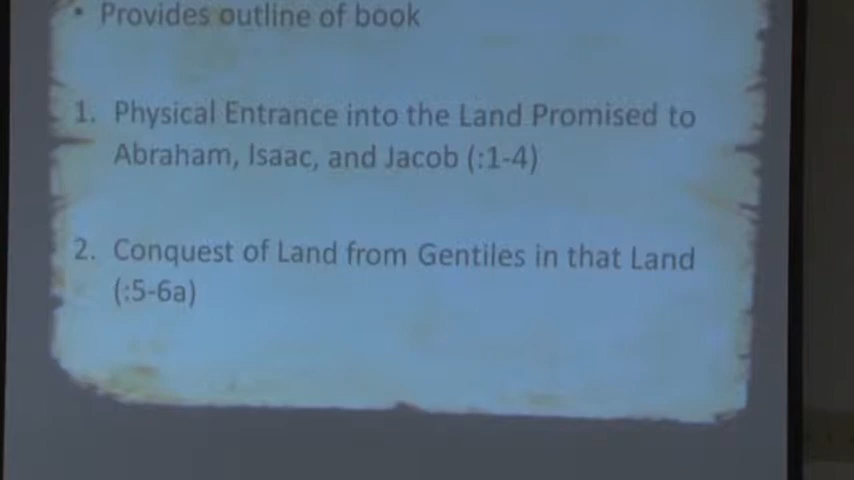 • Provides outline of book
1. Physical Entrance into the Land Promised to
Abraham, Isaac, and Jacob (:1-4)
2. Conquest of Land from Gentiles in that Land
(:5-6a)